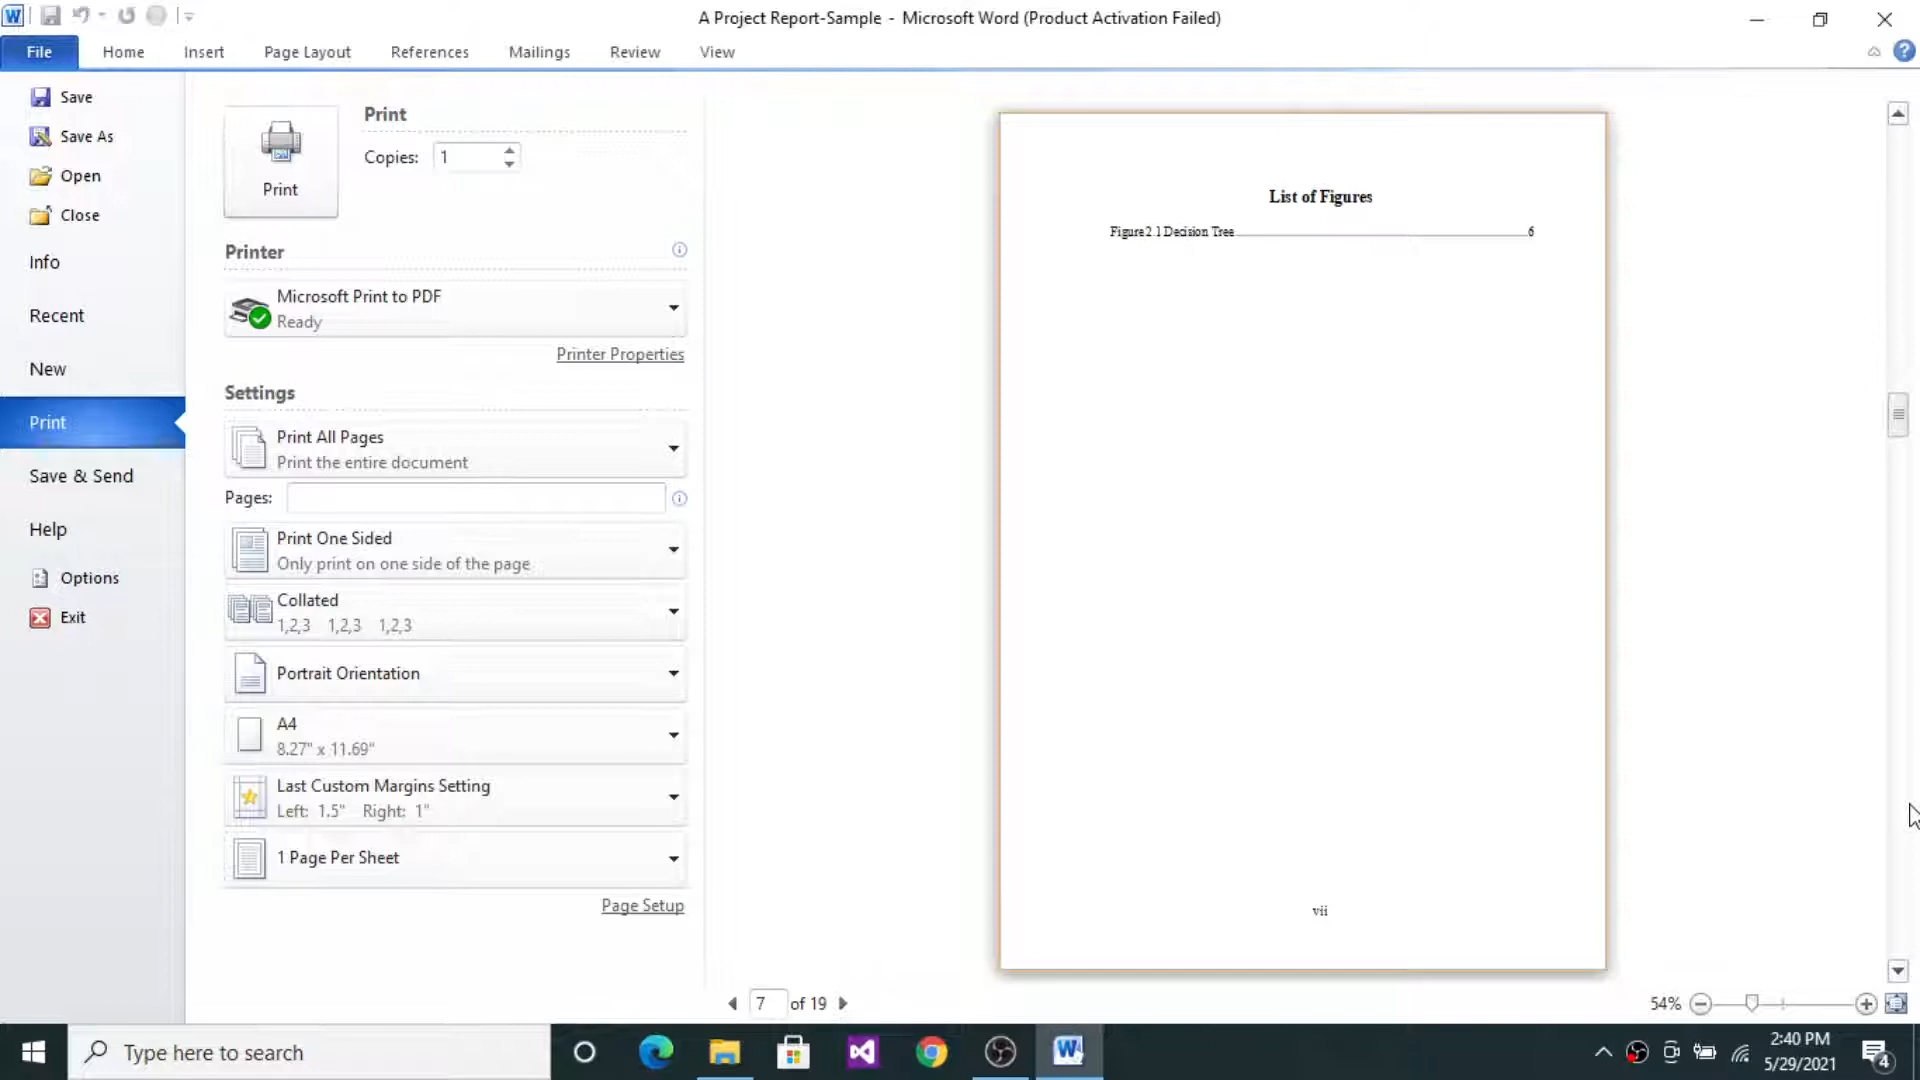 A Project Report-Sample - Microsoft Word (Product Activation Failed)
File Home Insert Page Layout References Mailings Review View
Save
Save As
Open
Close
Info
Recent
New
Print
Save & Send
Help
Options
Exit
Print
Print
Copies: 1
Printer
Microsoft Print to PDF
Ready
Printer Properties
Settings
Print All Pages
Print the entire document
Pages:
Print One Sided
Only print on one side of the page
Collated
1,2,3 1,2,3 1,2,3
Portrait Orientation
A4
8.27" x 11.69"
Last Custom Margins Setting
Left: 1.5" Right: 1"
1 Page Per Sheet
Page Setup
List of Figures
Figure 2.1 Decision Tree 6
vii
7 of 19
54%
Type here to search
2:40 PM
5/29/2021
4